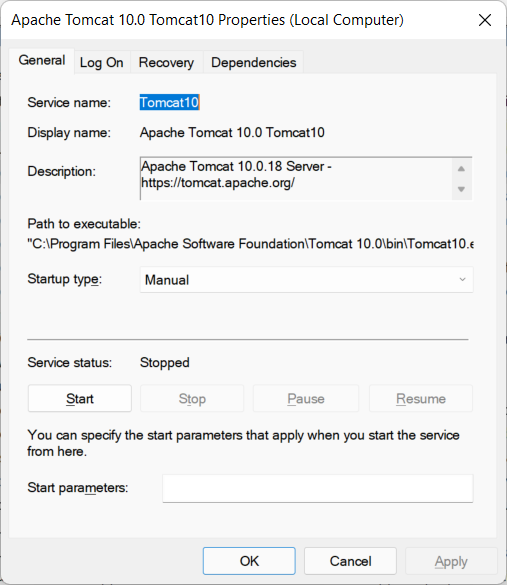 Apache Tomcat 10.0 Tomcat10 Properties (Local Computer)
General Log On Recovery Dependencies
Service name: Tomcat10
Display name: Apache Tomcat 10.0 Tomcat10
Description: Apache Tomcat 10.0.18 Server -
https://tomcat.apache.org/
Path to executable:
"C:\Program Files\Apache Software Foundation\Tomcat 10.0\bin\Tomcat10.e
Startup type: Manual
Service status: Stopped
Start Stop Pause Resume
You can specify the start parameters that apply when you start the service
from here.
Start parameters:
OK Cancel Apply